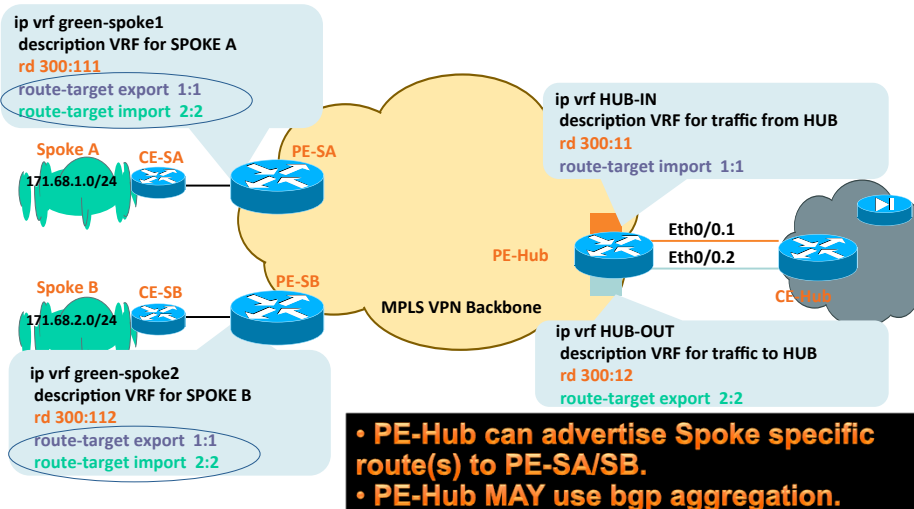 ip vrf green-spoke1
description VRF for SPOKE A
rd 300:111
route-target export 1:1
route-target import 2:2
Spoke A
CE-SA
171.68.1.0/24
PE-SA
ip vrf HUB-IN
description VRF for traffic from HUB
rd 300:11
route-target import 1:1
Eth0/0.1
PE-Hub
Eth0/0.2
CE-Hub
Spoke B
CE-SB
171.68.2.0/24
PE-SB
MPLS VPN Backbone
ip vrf green-spoke2
description VRF for SPOKE B
rd 300:112
route-target export 1:1
route-target import 2:2
ip vrf HUB-OUT
description VRF for traffic to HUB
rd 300:12
route-target export 2:2
• PE-Hub can advertise Spoke specific
route(s) to PE-SA/SB.
• PE-Hub MAY use bgp aggregation.